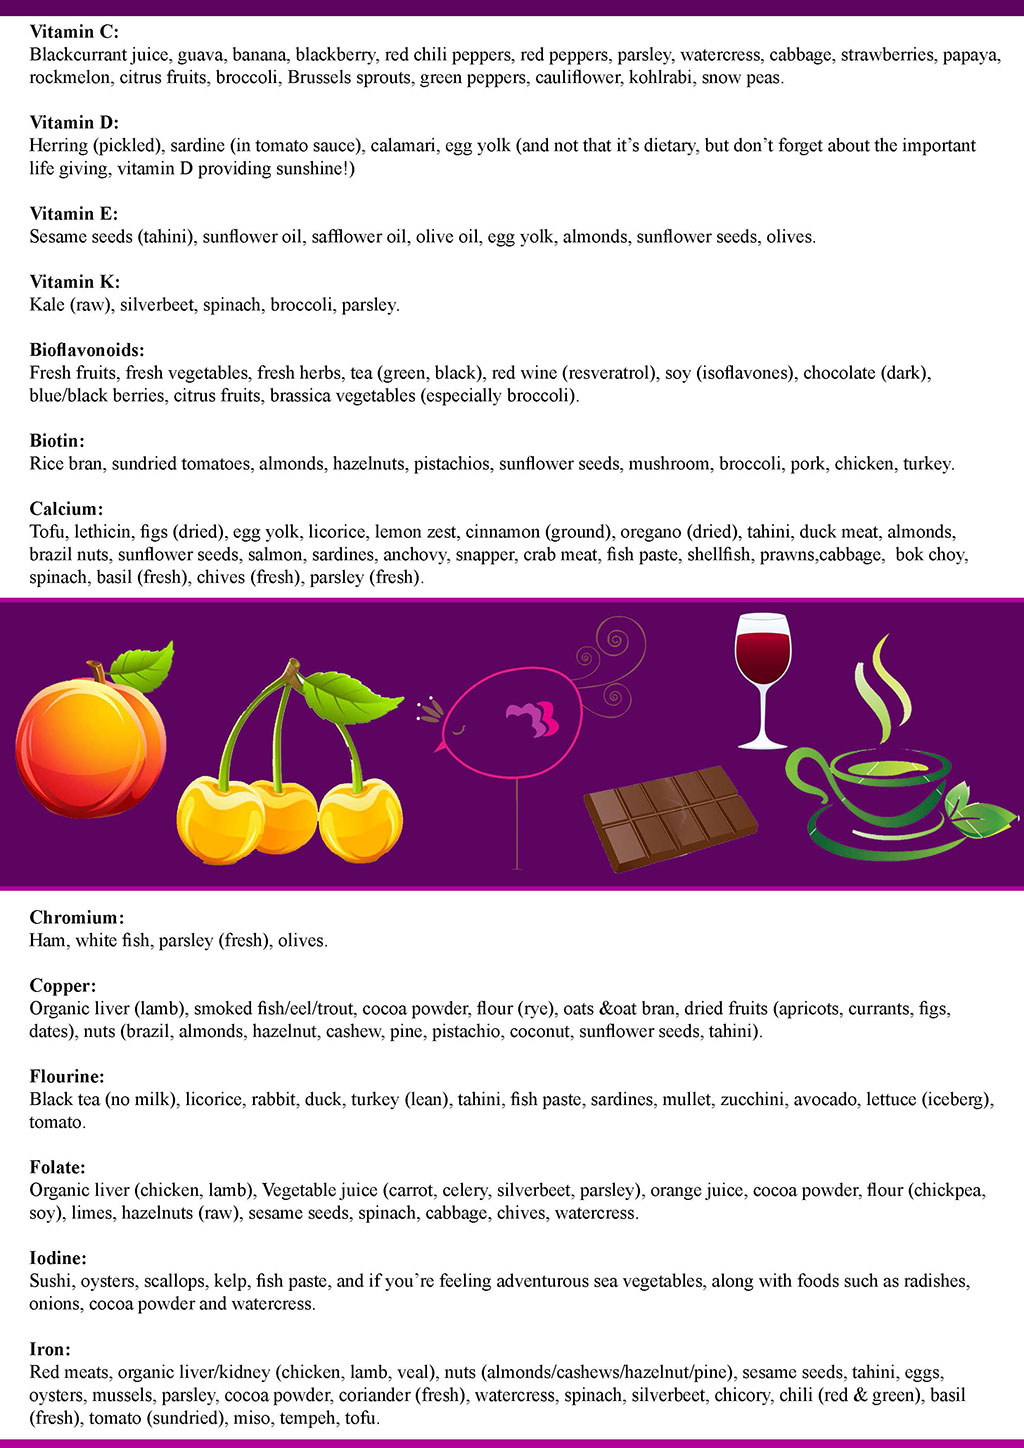 Vitamin C:
Blackcurrant juice, guava, banana, blackberry, red chili peppers, red peppers, parsley, watercress, cabbage, strawberries, papaya,
rockmelon, citrus fruits, broccoli, Brussels sprouts, green peppers, cauliflower, kohlrabi, snow peas.
Vitamin D:
Herring (pickled), sardine (in tomato sauce), calamari, egg yolk (and not that it’s dietary, but don’t forget about the important
life giving, vitamin D providing sunshine!)
Vitamin E:
Sesame seeds (tahini), sunflower oil, safflower oil, olive oil, egg yolk, almonds, sunflower seeds, olives.
Vitamin K:
Kale (raw), silverbeet, spinach, broccoli, parsley.
Bioflavonoids:
Fresh fruits, fresh vegetables, fresh herbs, tea (green, black), red wine (resveratrol), soy (isoflavones), chocolate (dark),
blue/black berries, citrus fruits, brassica vegetables (especially broccoli).
Biotin:
Rice bran, sundried tomatoes, almonds, hazelnuts, pistachios, sunflower seeds, mushroom, broccoli, pork, chicken, turkey.
Calcium:
Tofu, lethicin, figs (dried), egg yolk, licorice, lemon zest, cinnamon (ground), oregano (dried), tahini, duck meat, almonds,
brazil nuts, sunflower seeds, salmon, sardines, anchovy, snapper, crab meat, fish paste, shellfish, prawns,cabbage,  bok choy,
spinach, basil (fresh), chives (fresh), parsley (fresh).
Chromium:
Ham, white fish, parsley (fresh), olives.
Copper:
Organic liver (lamb), smoked fish/eel/trout, cocoa powder, flour (rye), oats &oat bran, dried fruits (apricots, currants, figs,
dates), nuts (brazil, almonds, hazelnut, cashew, pine, pistachio, coconut, sunflower seeds, tahini).
Flourine:
Black tea (no milk), licorice, rabbit, duck, turkey (lean), tahini, fish paste, sardines, mullet, zucchini, avocado, lettuce (iceberg),
tomato.
Folate:
Organic liver (chicken, lamb), Vegetable juice (carrot, celery, silverbeet, parsley), orange juice, cocoa powder, flour (chickpea,
soy), limes, hazelnuts (raw), sesame seeds, spinach, cabbage, chives, watercress.
Iodine:
Sushi, oysters, scallops, kelp, fish paste, and if you’re feeling adventurous sea vegetables, along with foods such as radishes,
onions, cocoa powder and watercress.
Iron:
Red meats, organic liver/kidney (chicken, lamb, veal), nuts (almonds/cashews/hazelnut/pine), sesame seeds, tahini, eggs,
oysters, mussels, parsley, cocoa powder, coriander (fresh), watercress, spinach, silverbeet, chicory, chili (red & green), basil
(fresh), tomato (sundried), miso, tempeh, tofu.